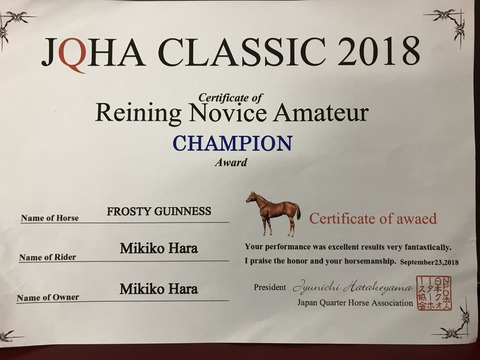 JQHA CLASSIC 2018
Certificate of
Reining Novice Amateur
CHAMPION
Award
Name of Horse FROSTY GUINNESS
Certificate of awaed
Name of Rider Mikiko Hara
Your performance was excellent results very fantastically.
I praise the honor and your horsemanship. September23,2018
Name of Owner Mikiko Hara
President Jyunichi Hatakeyama
Japan Quarter Horse Association